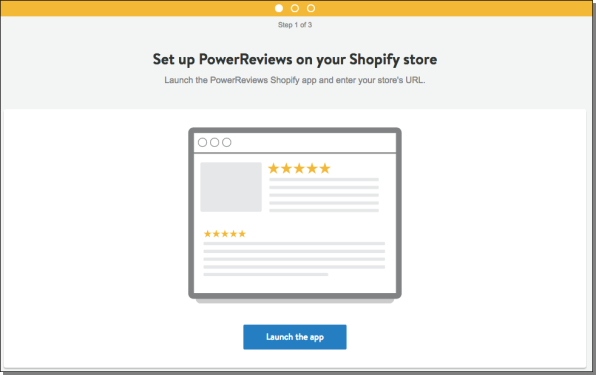 Step 1 of 3
Set up PowerReviews on your Shopify store
Launch the PowerReviews Shopify app and enter your store's URL.
Launch the app